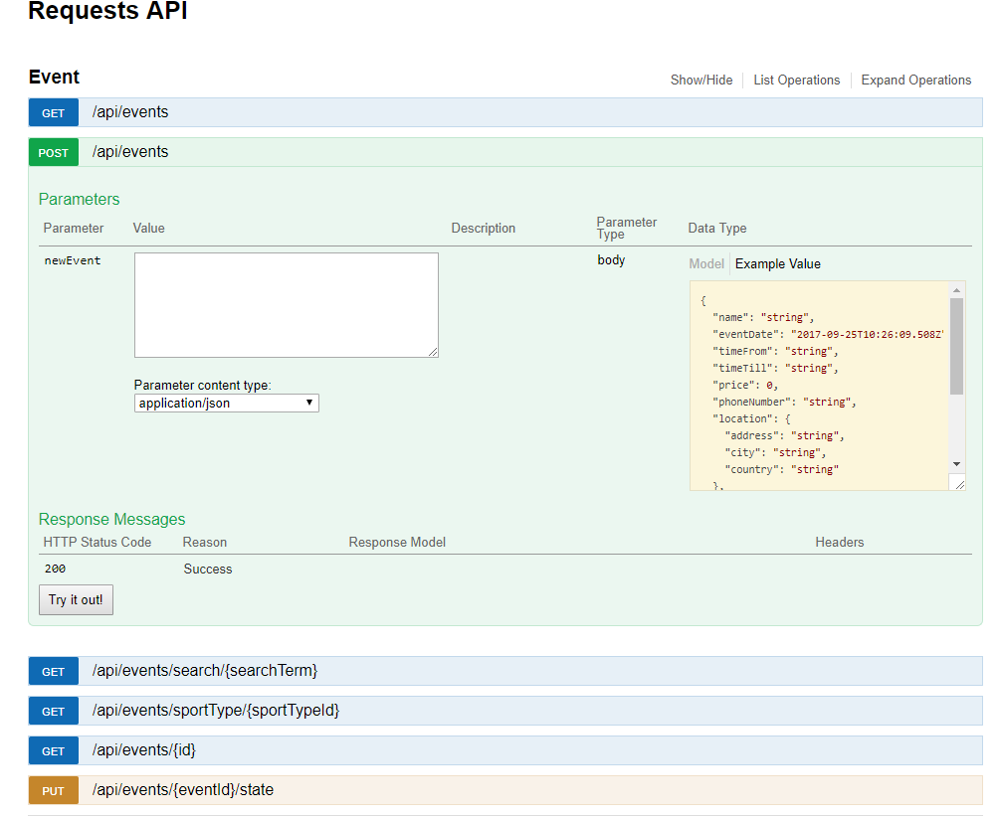 Requests API
Event
Show/Hide List Operations Expand Operations
GET /api/events
POST /api/events
Parameters
Parameter Value Description Parameter Type Data Type
newEvent body Model Example Value
{
"name": "string",
"eventDate": "2017-09-25T10:26:09.508Z"
"timeFrom": "string",
"timeTill": "string",
"price": 0,
"phoneNumber": "string",
"location": {
"address": "string",
"city": "string",
"country": "string"
},
Parameter content type:
application/json
Response Messages
HTTP Status Code Reason Response Model Headers
200 Success
Try it out!
GET /api/events/search/{searchTerm}
GET /api/events/sportType/{sportTypeId}
GET /api/events/{id}
PUT /api/events/{eventId}/state